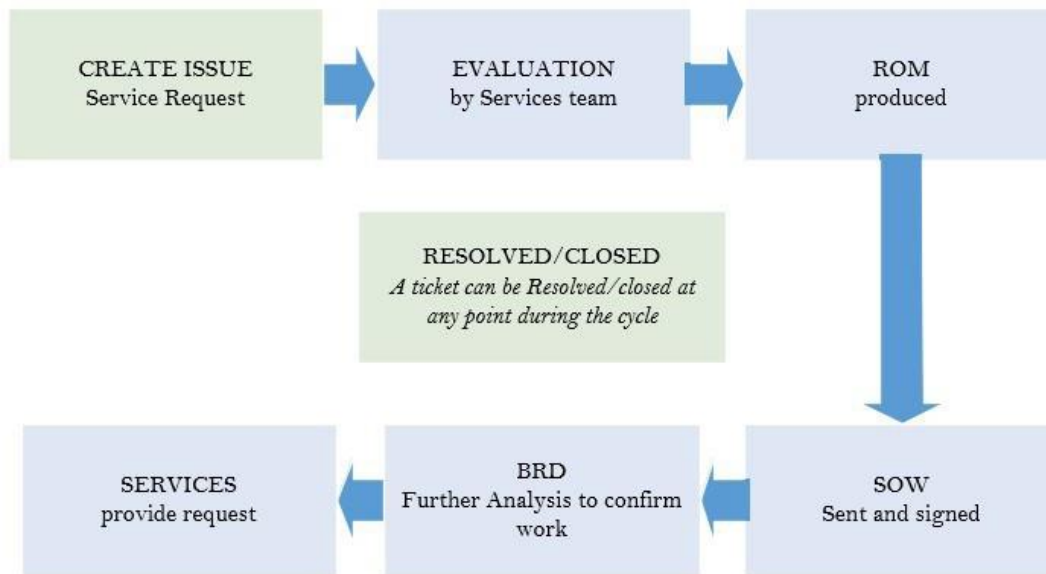 CREATE ISSUE
Service Request
EVALUATION
by Services team
ROM
produced
RESOLVED/CLOSED
A ticket can be Resolved/closed at
any point during the cycle
SERVICES
provide request
BRD
Further Analysis to confirm
work
SOW
Sent and signed